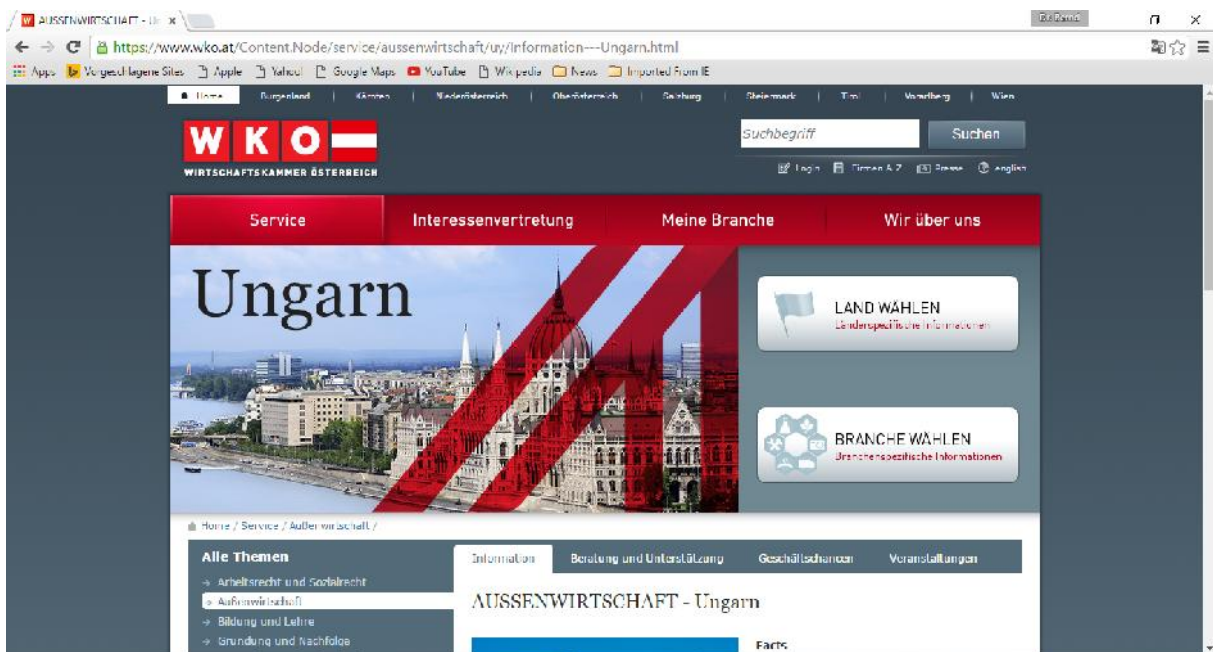 AUSSENWIRTSCHAFT - Un
https://www.wko.at/Content.Node/service/aussenwirtschaft/uy/Information---Ungarn.html
Apps Vorgeschlagene Sites Apple Yahoo! Google Maps YouTube Wikipedia News Imported From IE
Home Burgenland | Kärnten | Niederösterreich | Oberösterreich | Salzburg | Steiermark | Tirol | Vorarlberg | Wien
WKO
WIRTSCHAFTSKAMMER ÖSTERREICH
Suchbegriff Suchen
Login Firmen A-Z Presse english
Service Interessenvertretung Meine Branche Wir über uns
Ungarn
LAND WÄHLEN
Länderspezifische Informationen
BRANCHE WÄHLEN
Branchenspezifische Informationen
Home / Service / Außenwirtschaft /
Alle Themen
Information Beratung und Unterstützung Geschäftschancen Veranstaltungen
Arbeitsrecht und Sozialrecht
Außenwirtschaft
Bildung und Lehre
Gründung und Nachfolge
AUSSENWIRTSCHAFT - Ungarn
Facts